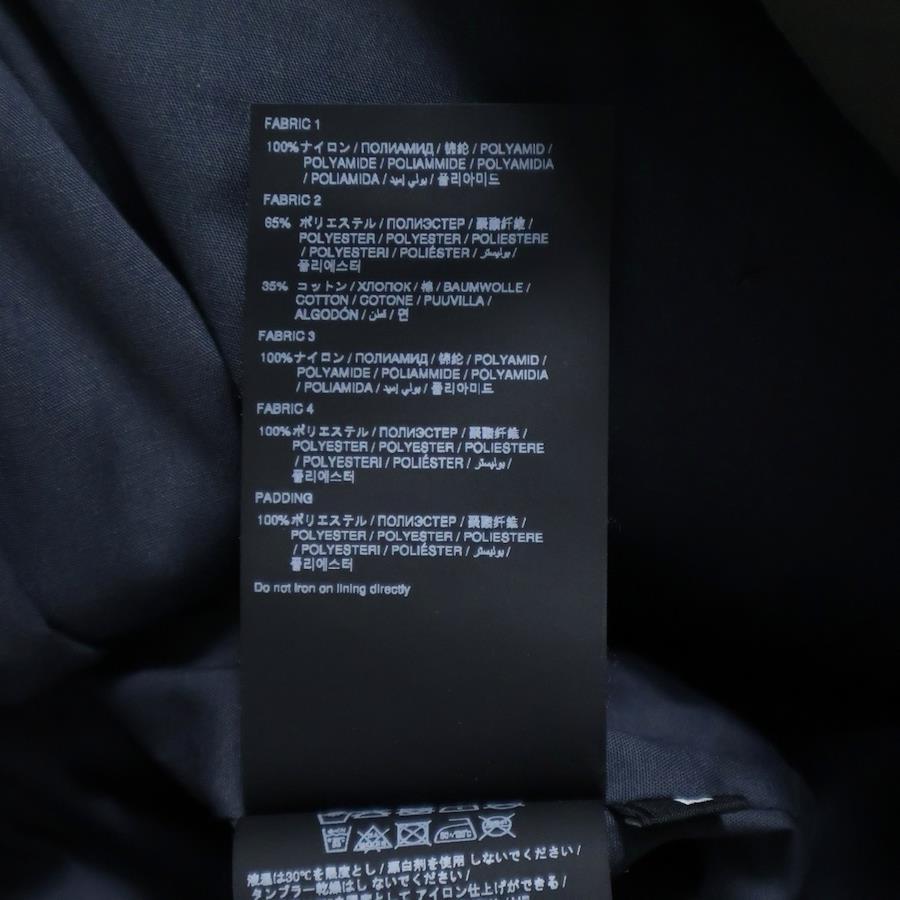 FABRIC 1
100% ナイロン / ПОЛИАМИД / 锦纶 / POLYAMID /
POLYAMIDE / POLIAMMIDE / POLYAMIDIA
/ POLIAMIDA / بولي إميد / 폴리아미드
FABRIC 2
65% ポリエステル / ПОЛИЭСТЕР / 聚酯纤维 /
POLYESTER / POLYESTER / POLIESTERE
/ POLYESTERI / POLIÉSTER / بوليستر /
폴리에스터
35% コットン / ХЛОПОК / 棉 / BAUMWOLLE /
COTTON / COTONE / PUUVILLA /
ALGODÓN / قطن / 면
FABRIC 3
100% ナイロン / ПОЛИАМИД / 锦纶 / POLYAMID /
POLYAMIDE / POLIAMMIDE / POLYAMIDIA
/ POLIAMIDA / بولي إميد / 폴리아미드
FABRIC 4
100% ポリエステル / ПОЛИЭСТЕР / 聚酯纤维 /
POLYESTER / POLYESTER / POLIESTERE
/ POLYESTERI / POLIÉSTER / بوليستر /
폴리에스터
PADDING
100% ポリエステル / ПОЛИЭСТЕР / 聚酯纤维 /
POLYESTER / POLYESTER / POLIESTERE
/ POLYESTERI / POLIÉSTER / بوليستر /
폴리에스터
Do not iron on lining directly
液温は30℃を限度とし / 漂白剤を使用 しないでください /
タンブラー乾燥はし ないでください /
を限度として アイロン仕上げができる /